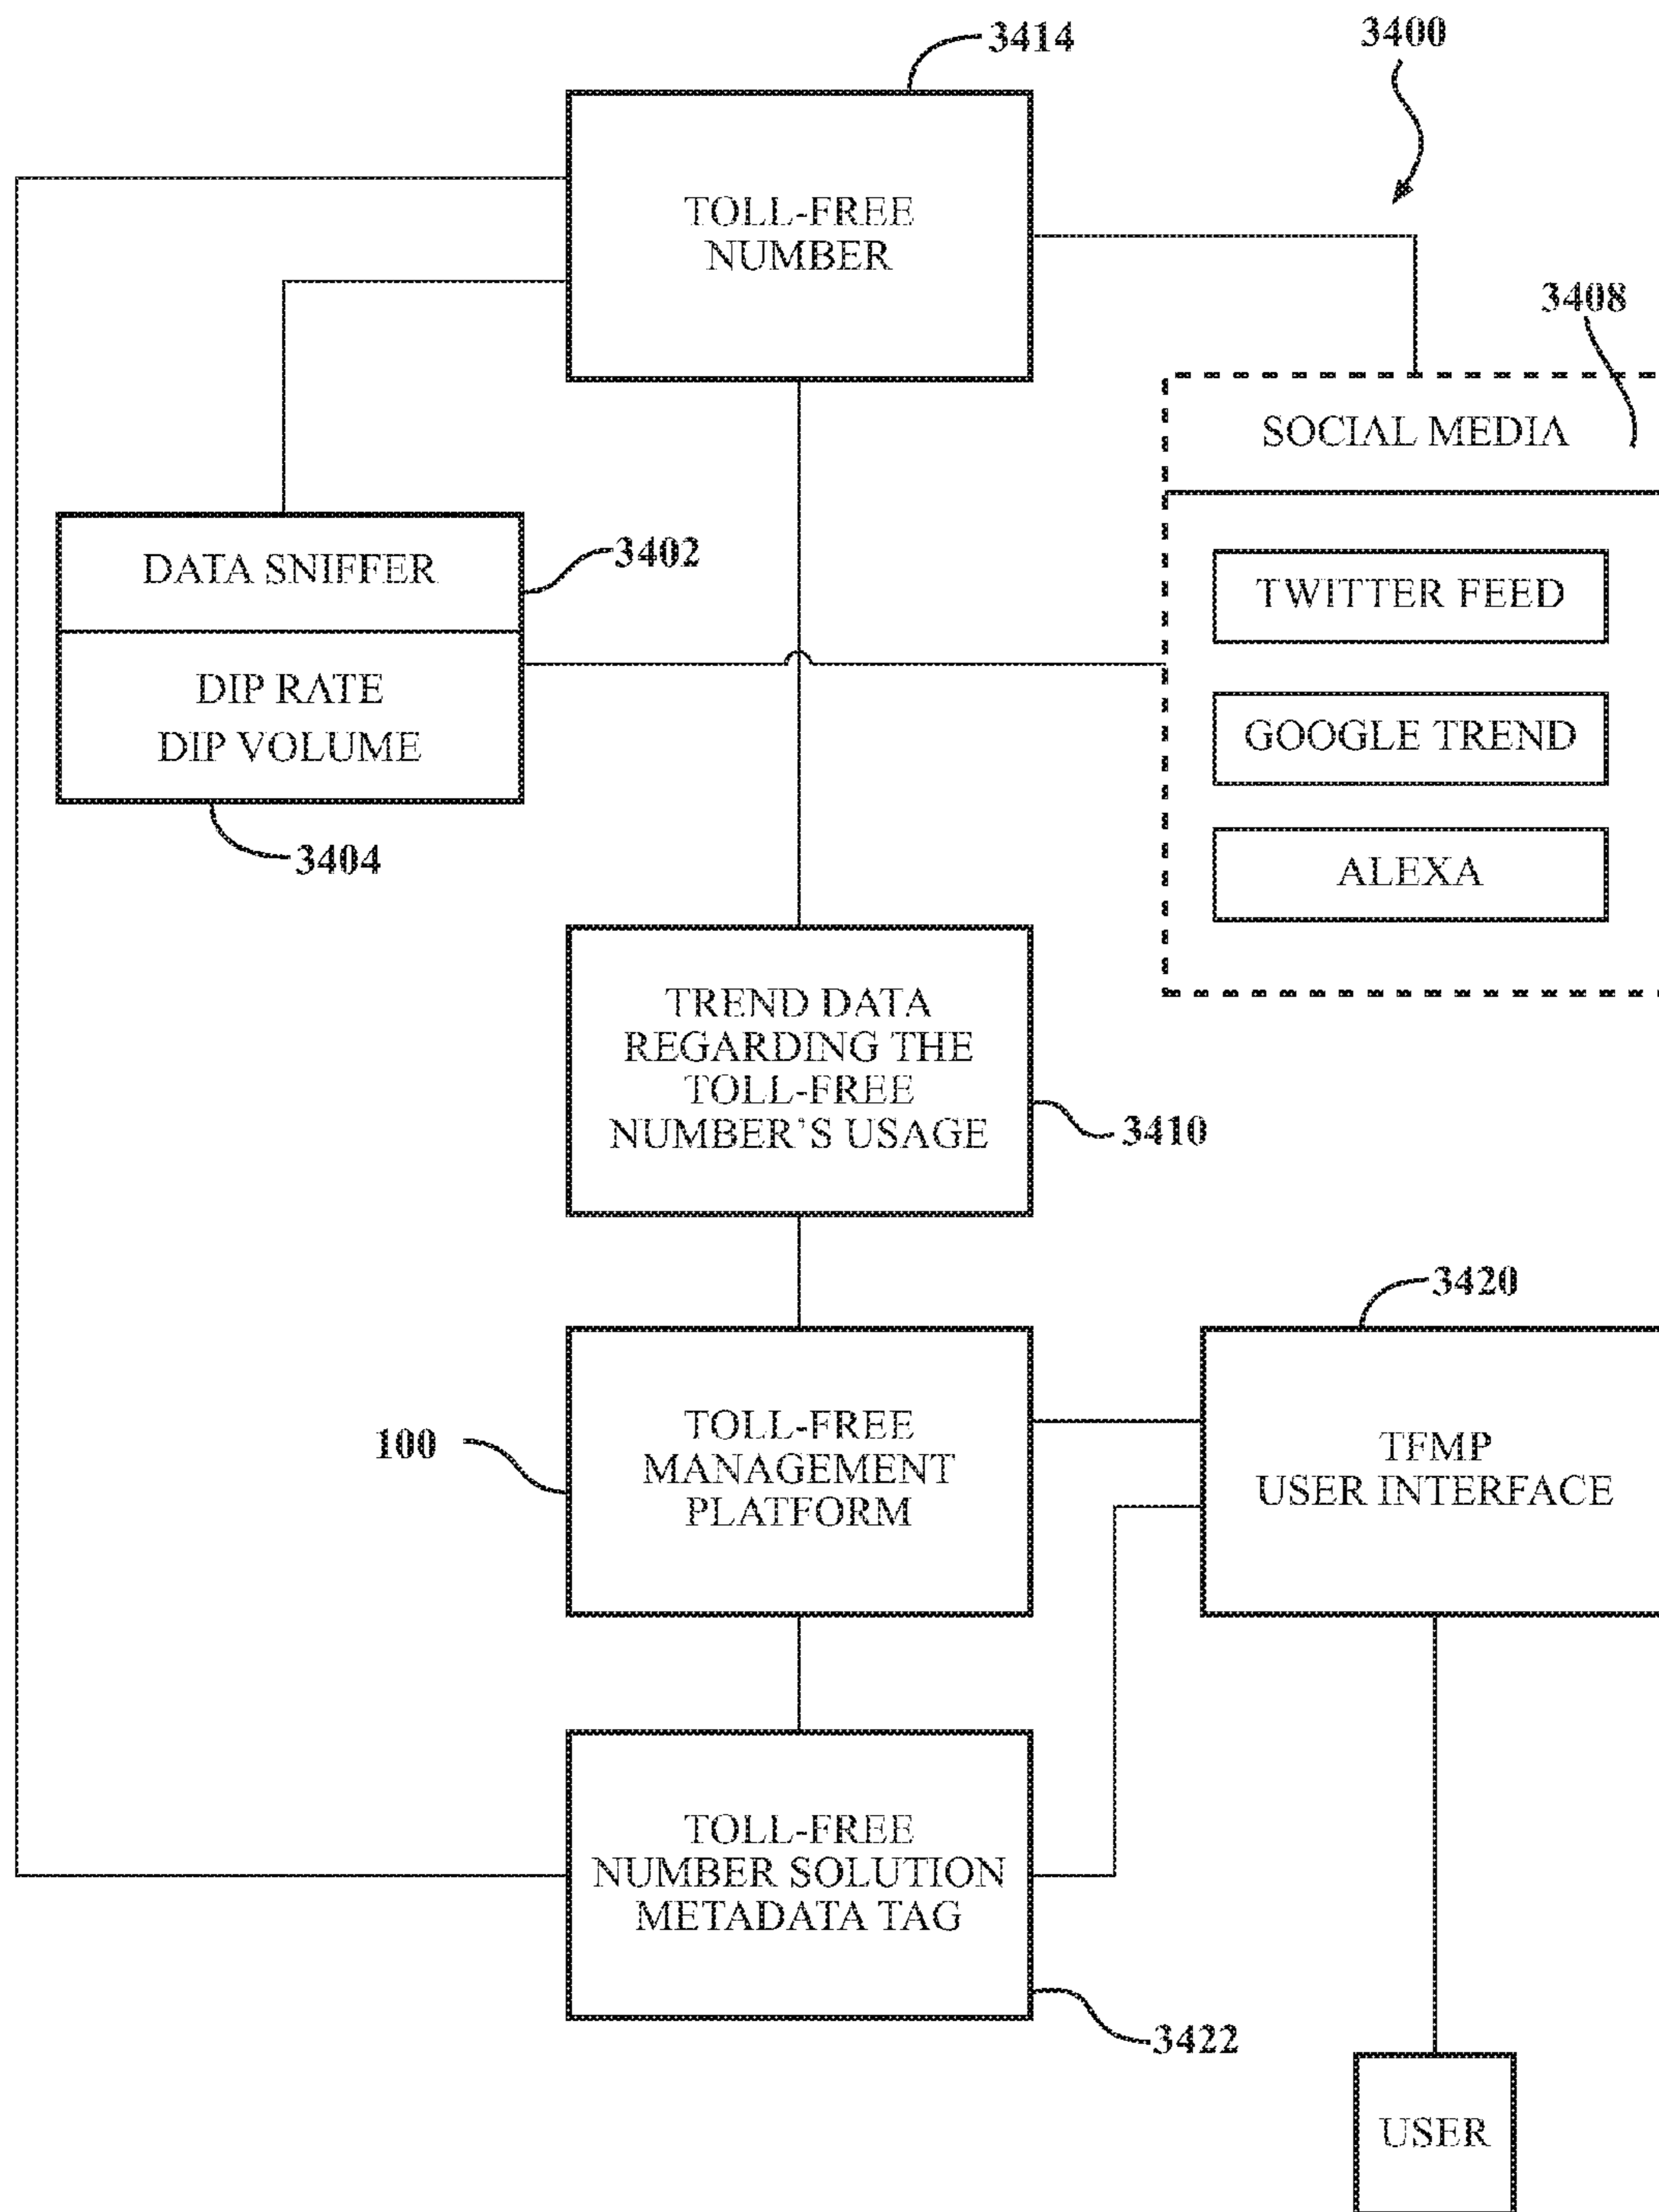 3414
3400
TOLL-FREE
NUMBER
3408
SOCIAL MEDIA
DATA SNIFFER
3402
TWITTER FEED
DIP RATE
DIP VOLUME
GOOGLE TREND
3404
ALEXA
TREND DATA
REGARDING THE
TOLL-FREE
NUMBER'S USAGE
3410
3420
100
TOLL-FREE
MANAGEMENT
PLATFORM
TFMP
USER INTERFACE
TOLL-FREE
NUMBER SOLUTION
METADATA TAG
3422
USER